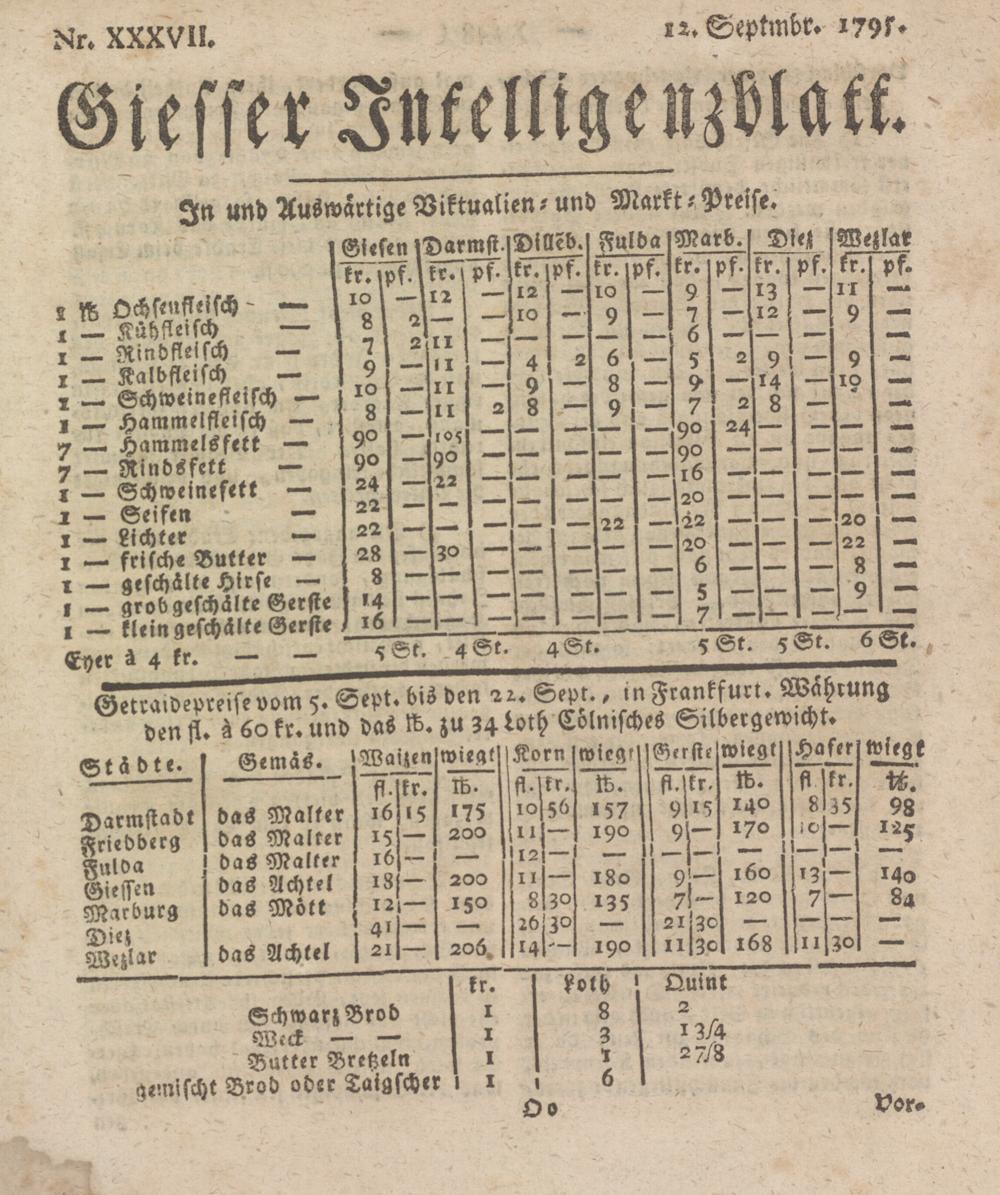 Nr. XXXVII. 12. Septmbr. 1795.
Giesser Intelligenzblatt.
In und Auswärtige Viktualien- und Markt-Preise.
Giesen Darmst. Dillēb. Fulda Marb. Diez Wezlar
kr. pf. kr. pf. kr. pf. kr. pf. kr. pf. kr. pf. kr. pf.
1 ℔ Ochsenfleisch — 10 — 12 — 12 — 10 — 9 — 13 — 11 —
1 — Kühfleisch — 8 2 — — 10 — 9 — 7 — 12 — 9 —
1 — Rindfleisch — 7 2 11 — — — — — 6 — — — — —
1 — Kalbfleisch — 9 — 11 — 4 2 6 — 5 2 9 — 9 —
1 — Schweinefleisch — 10 — 11 — 9 — 8 — 9 — 14 — 10 —
1 — Hammelfleisch — 8 — 11 2 8 — 9 — 7 2 8 — — —
7 — Hammelsfett — 90 — 105 — — — — — 90 24 — — — —
7 — Rindsfett — 90 — 90 — — — — — 90 — — — — —
1 — Schweinefett — 24 — 22 — — — — — 16 — — — — —
1 — Seifen — 22 — — — — — — — 20 — — — — —
1 — Lichter — 22 — — — — — 22 — 22 — — — 20 —
1 — frische Butter — 28 — 30 — — — — — 20 — — — 22 —
1 — geschälte Hirse — 8 — — — — — — — 6 — — — 8 —
1 — grob geschälte Gerste 14 — — — — — — — 5 — — — 9 —
1 — klein geschälte Gerste 16 — — — — — — — 7 — — — — —
Eyer à 4 kr. — — 5 St. 4 St. 4 St. 5 St. 5 St. 6 St.
Getraidepreise vom 5. Sept. bis den 22. Sept., in Frankfurt. Währung
den fl. à 60 kr. und das ℔. zu 34 Loth Cölnisches Silbergewicht.
Städte. Gemäs. Waizen wiegt Korn wiegt Gerste wiegt Hafer wiegt
fl. kr. ℔. fl. kr. ℔. fl. kr. ℔. fl. kr. ℔.
Darmstadt das Malter 16 15 175 10 56 157 9 15 140 8 35 98
Friedberg das Malter 15 — 200 11 — 190 9 — 170 10 — 125
Fulda das Malter 16 — — 12 — — — — — — — —
Giessen das Achtel 18 — 200 11 — 180 9 — 160 13 — 140
Marburg das Mött 12 — 150 8 30 135 7 — 120 7 — 84
Diez 41 — — 26 30 — 21 30 — — — —
Wezlar das Achtel 21 — 206 14 — 190 11 30 168 11 30 —
kr. Loth Quint
Schwarz Brod 1 8 2
Weck — — 1 3 1 3/4
Butter Bretzeln 1 1 2 7/8
gemischt Brod oder Taigscher 1 6
Oo Vor-